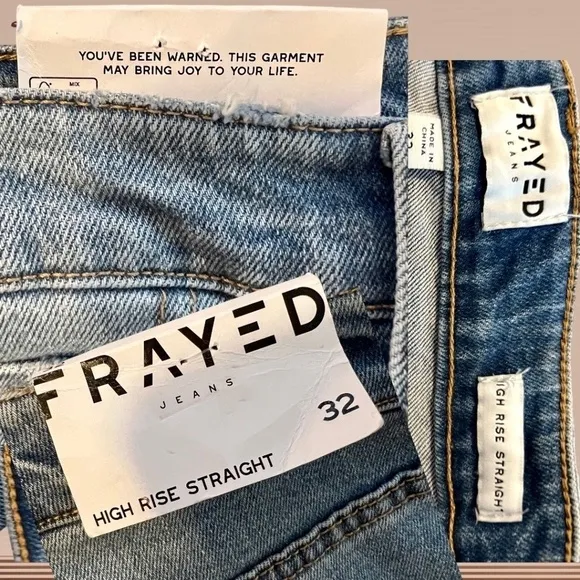 YOU'VE BEEN WARNED. THIS GARMENT
MAY BRING JOY TO YOUR LIFE.
MIX
MADE IN
CHINA
32
FRAYED
JEANS
HIGH RISE STRAIGHT
FRAYED
JEANS
32
HIGH RISE STRAIGHT